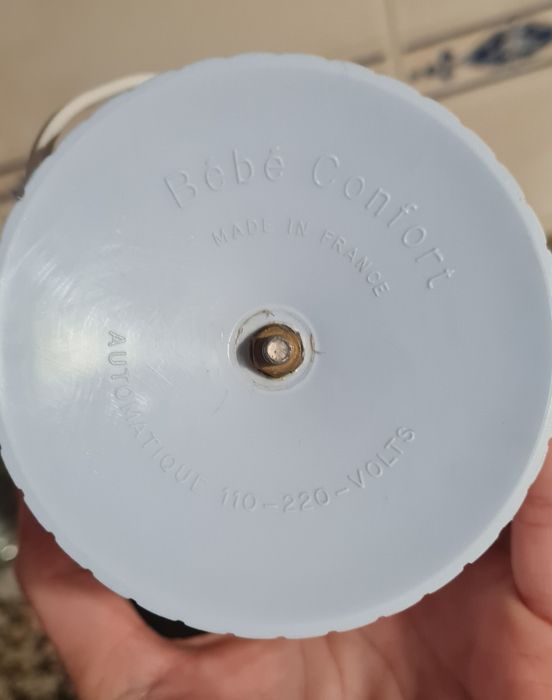 Bébé Confort
MADE IN FRANCE
AUTOMATIQUE 110-220-VOLTS